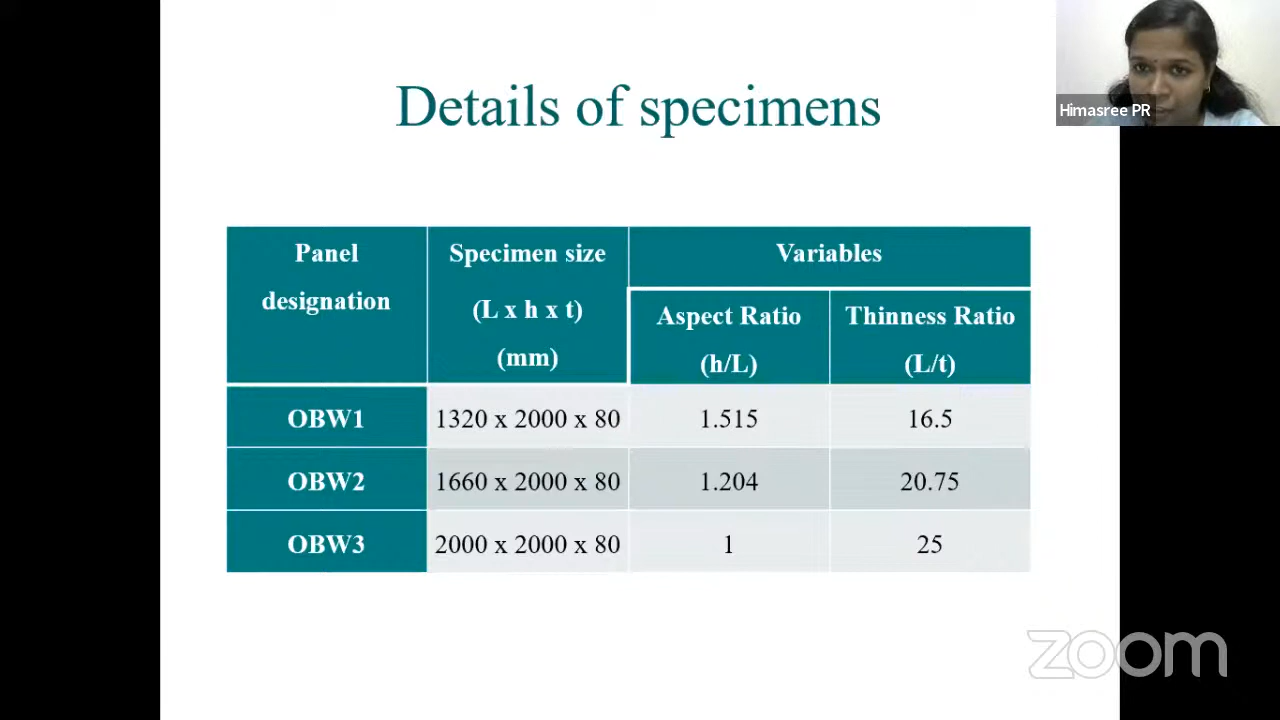 Himasree PR
Details of specimens
Panel designation
Specimen size (L x h x t) (mm)
Variables
Aspect Ratio (h/L)
Thinness Ratio (L/t)
OBW1 1320 x 2000 x 80 1.515 16.5
OBW2 1660 x 2000 x 80 1.204 20.75
OBW3 2000 x 2000 x 80 1 25
zoom